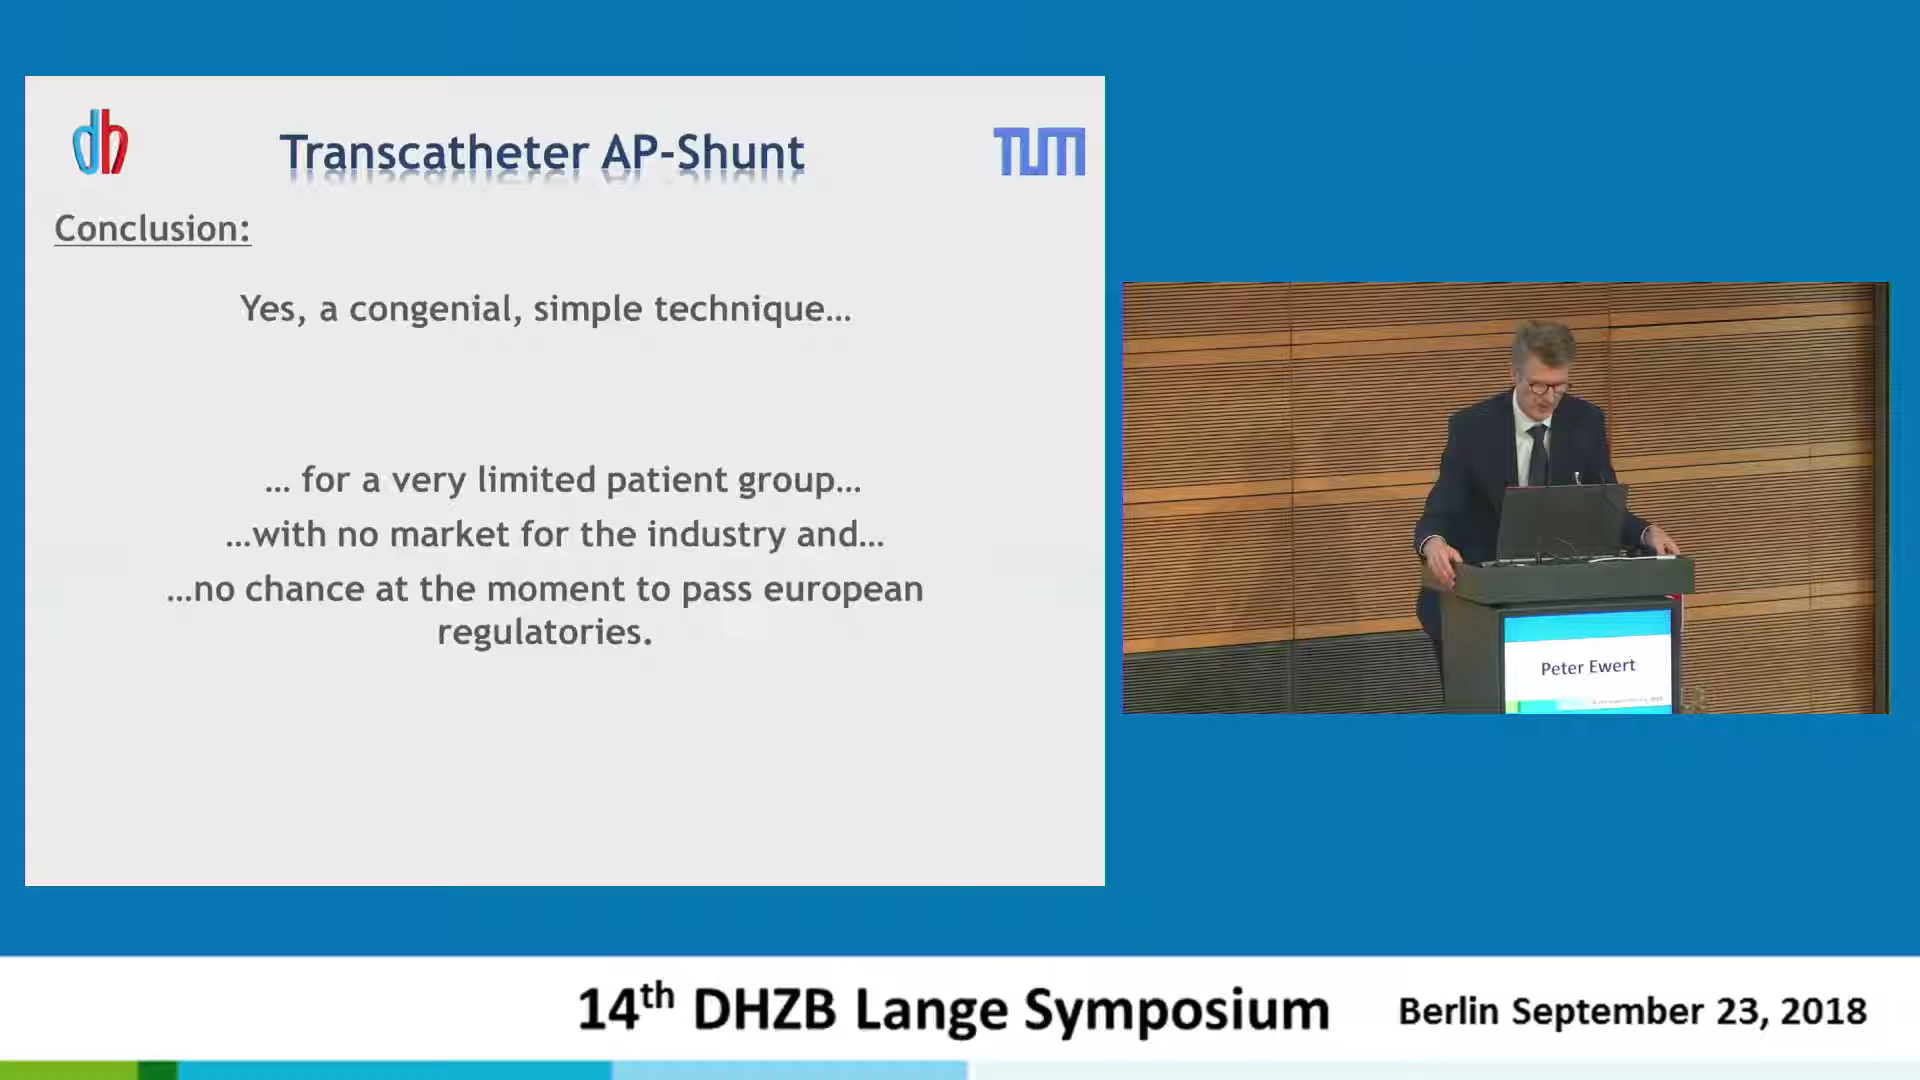 dh
Transcatheter AP-Shunt
TUM
Conclusion:
Yes, a congenial, simple technique...
... for a very limited patient group...
...with no market for the industry and...
...no chance at the moment to pass european
regulatories.
Peter Ewert
14th DHZB Lange Symposium
Berlin September 23, 2018